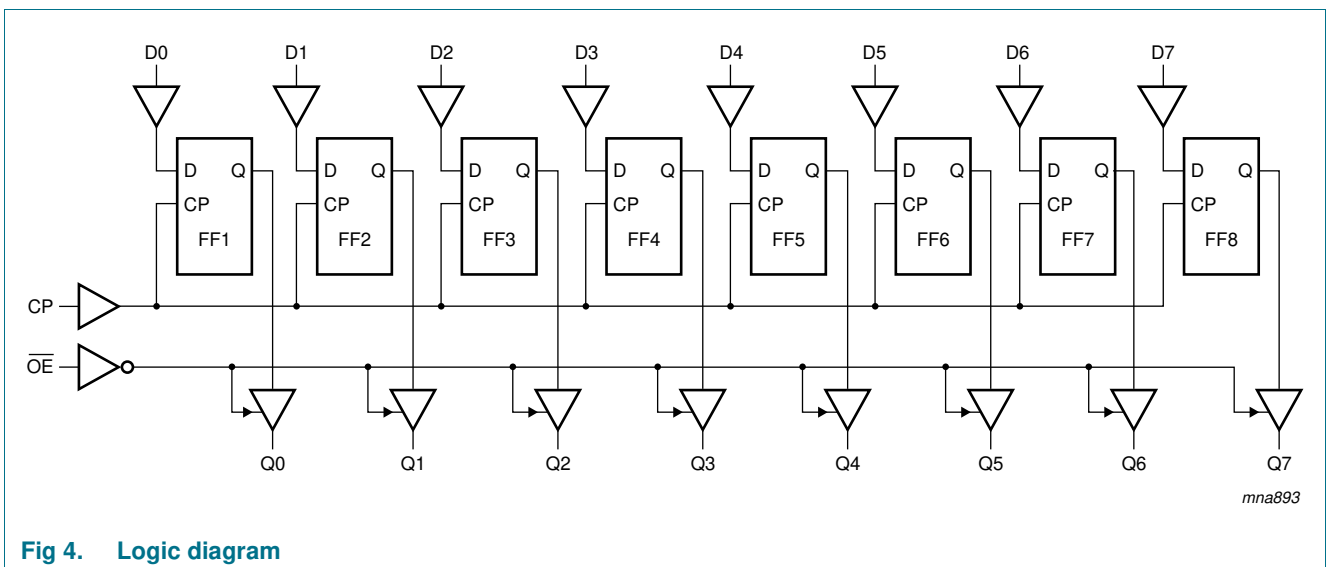 D0 D1 D2 D3 D4 D5 D6 D7
D Q D Q D Q D Q D Q D Q D Q D Q
CP CP CP CP CP CP CP CP
FF1 FF2 FF3 FF4 FF5 FF6 FF7 FF8
CP
O̅E̅
Q0 Q1 Q2 Q3 Q4 Q5 Q6 Q7
mna893
Fig 4. Logic diagram